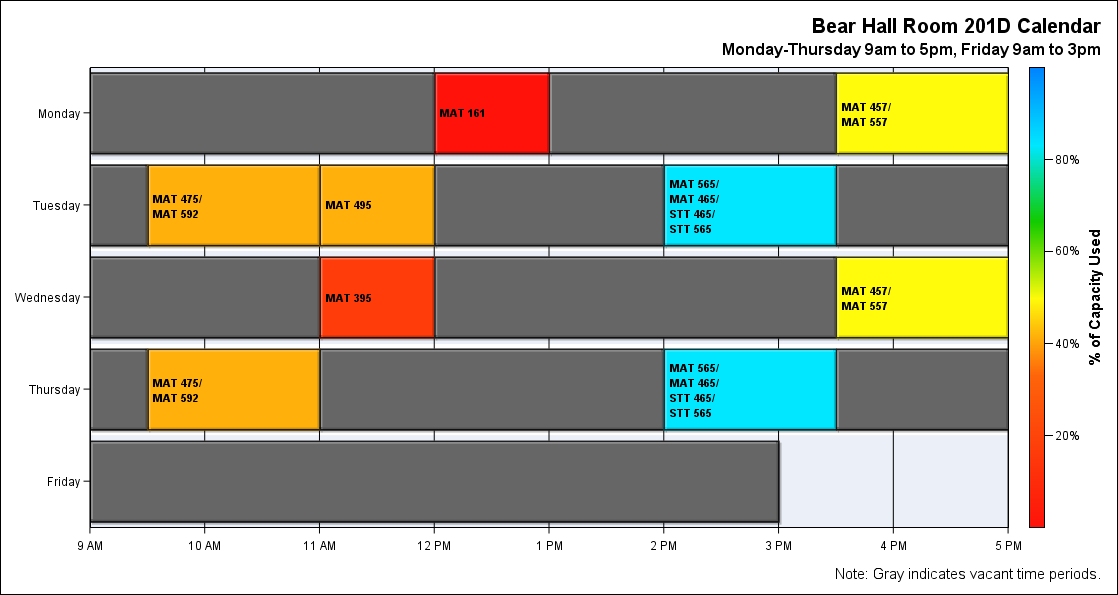 Bear Hall Room 201D Calendar
Monday-Thursday 9am to 5pm, Friday 9am to 3pm
Monday
MAT 161
MAT 457/
MAT 557
Tuesday
MAT 475/
MAT 592
MAT 495
MAT 565/
MAT 465/
STT 465/
STT 565
Wednesday
MAT 395
MAT 457/
MAT 557
Thursday
MAT 475/
MAT 592
MAT 565/
MAT 465/
STT 465/
STT 565
Friday
9 AM
10 AM
11 AM
12 PM
1 PM
2 PM
3 PM
4 PM
5 PM
80%
60%
40%
20%
% of Capacity Used
Note: Gray indicates vacant time periods.